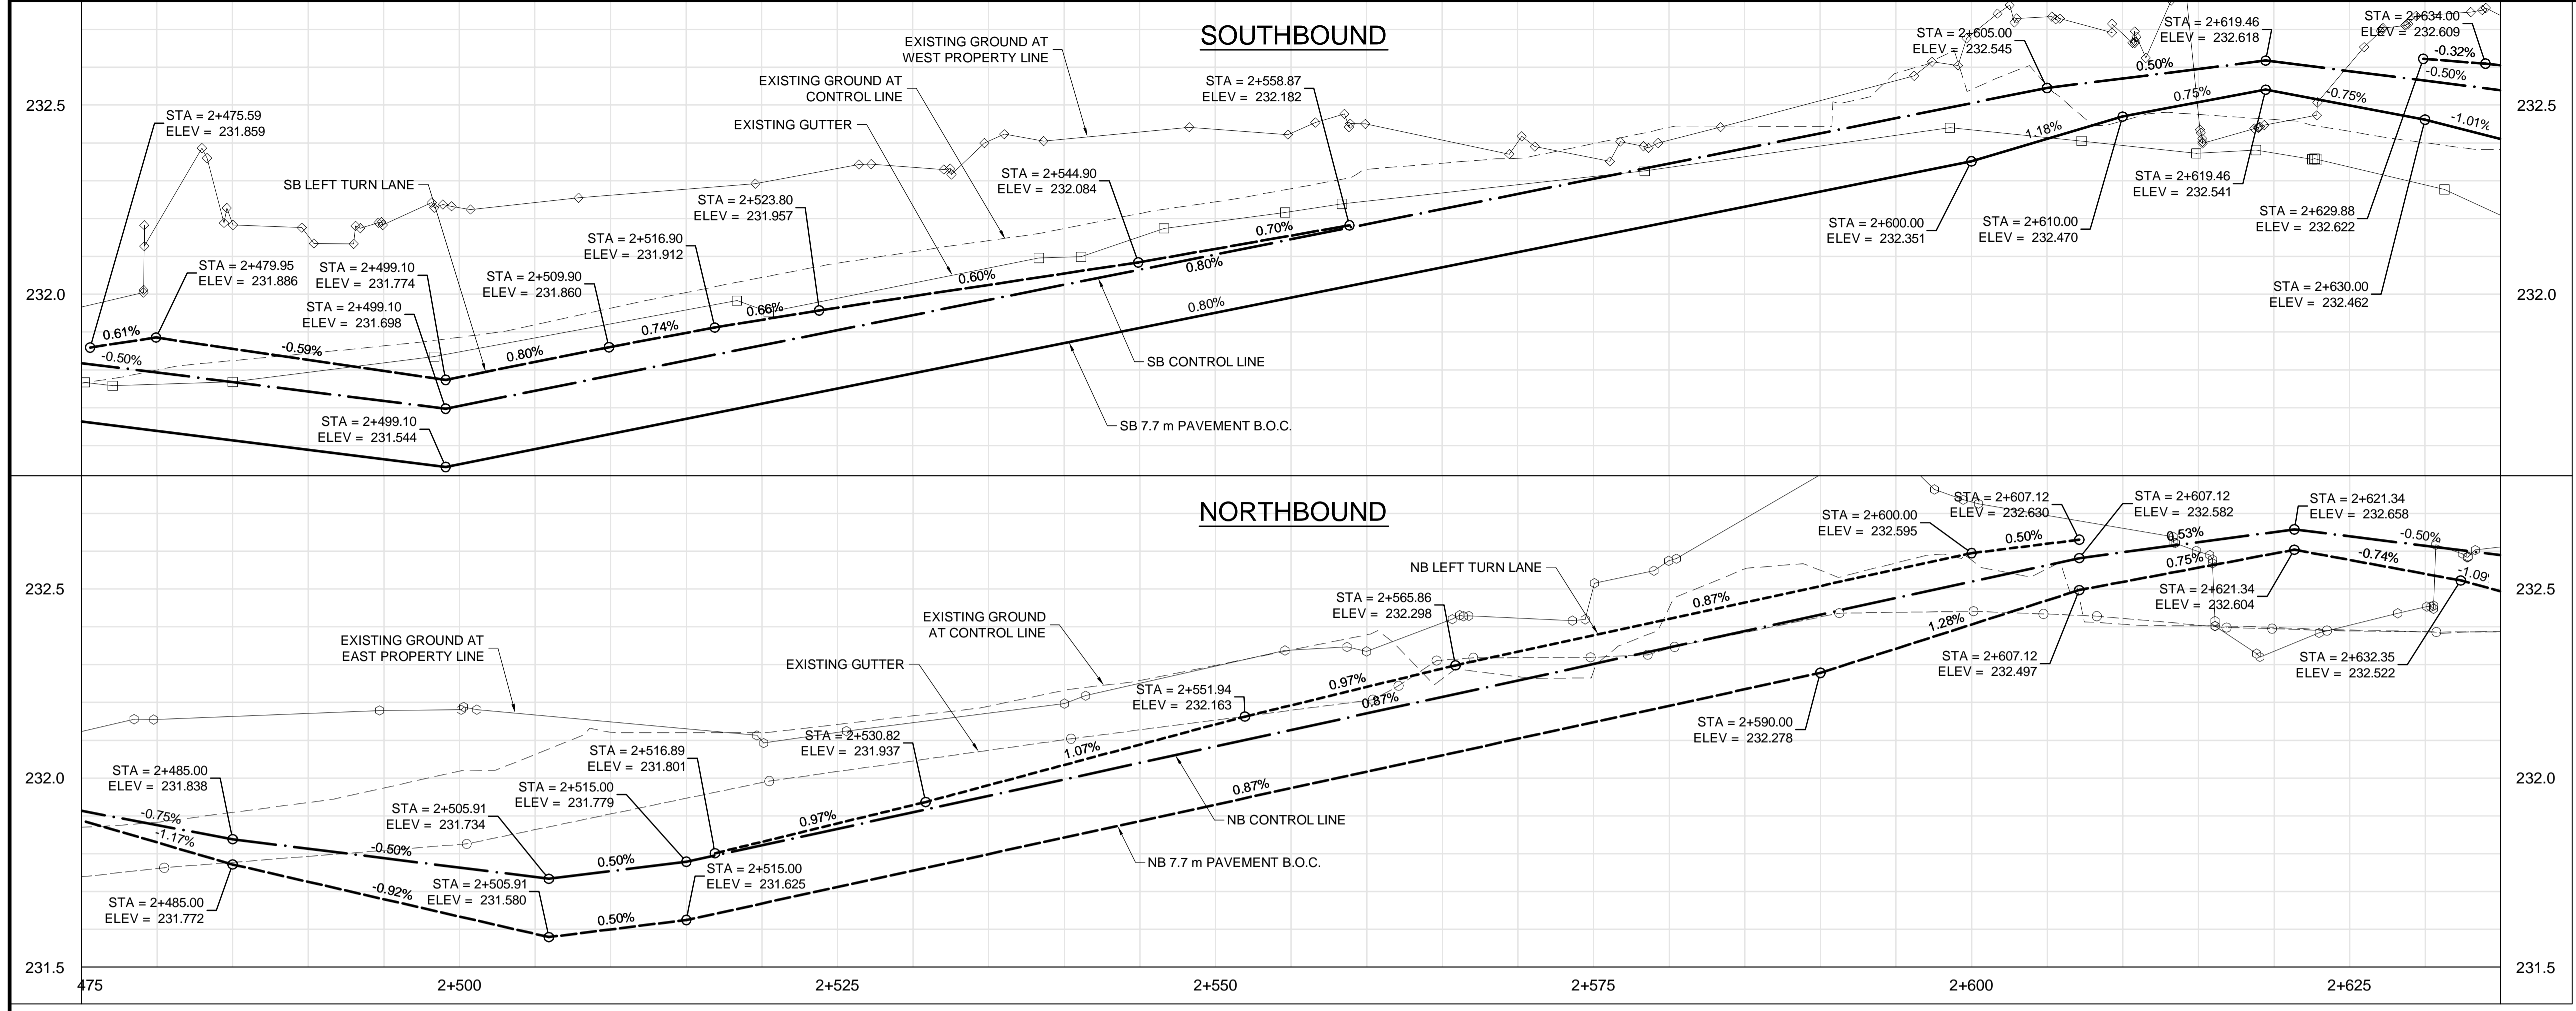 SOUTHBOUND
EXISTING GROUND AT
WEST PROPERTY LINE
EXISTING GROUND AT
CONTROL LINE
EXISTING GUTTER
SB LEFT TURN LANE
STA = 2+475.59
ELEV = 231.859
STA = 2+479.95
ELEV = 231.886
STA = 2+499.10
ELEV = 231.774
STA = 2+499.10
ELEV = 231.698
STA = 2+499.10
ELEV = 231.544
STA = 2+509.90
ELEV = 231.860
STA = 2+516.90
ELEV = 231.912
STA = 2+523.80
ELEV = 231.957
STA = 2+544.90
ELEV = 232.084
STA = 2+558.87
ELEV = 232.182
STA = 2+605.00
ELEV = 232.545
STA = 2+619.46
ELEV = 232.618
STA = 2+634.00
ELEV = 232.609
STA = 2+600.00
ELEV = 232.351
STA = 2+610.00
ELEV = 232.470
STA = 2+619.46
ELEV = 232.541
STA = 2+629.88
ELEV = 232.622
STA = 2+630.00
ELEV = 232.462
0.61%
-0.50%
-0.59%
0.80%
0.74%
0.66%
0.60%
0.70%
0.80%
0.80%
1.18%
0.50%
0.75%
-0.32%
-0.50%
-0.75%
-1.01%
SB CONTROL LINE
SB 7.7 m PAVEMENT B.O.C.
232.5
232.0
232.5
232.0
NORTHBOUND
EXISTING GROUND AT
EAST PROPERTY LINE
EXISTING GROUND
AT CONTROL LINE
EXISTING GUTTER
NB LEFT TURN LANE
STA = 2+485.00
ELEV = 231.838
STA = 2+485.00
ELEV = 231.772
STA = 2+505.91
ELEV = 231.734
STA = 2+505.91
ELEV = 231.580
STA = 2+515.00
ELEV = 231.779
STA = 2+516.89
ELEV = 231.801
STA = 2+515.00
ELEV = 231.625
STA = 2+530.82
ELEV = 231.937
STA = 2+551.94
ELEV = 232.163
STA = 2+565.86
ELEV = 232.298
STA = 2+590.00
ELEV = 232.278
STA = 2+600.00
ELEV = 232.595
STA = 2+607.12
ELEV = 232.630
STA = 2+607.12
ELEV = 232.582
STA = 2+621.34
ELEV = 232.658
STA = 2+607.12
ELEV = 232.497
STA = 2+621.34
ELEV = 232.604
STA = 2+632.35
ELEV = 232.522
-0.75%
-1.17%
-0.50%
-0.92%
0.50%
0.50%
0.97%
1.07%
0.97%
0.87%
0.87%
0.87%
1.28%
0.50%
0.53%
0.75%
-0.50%
-0.74%
-1.09
NB CONTROL LINE
NB 7.7 m PAVEMENT B.O.C.
232.5
232.0
231.5
232.5
232.0
231.5
475
2+500
2+525
2+550
2+575
2+600
2+625